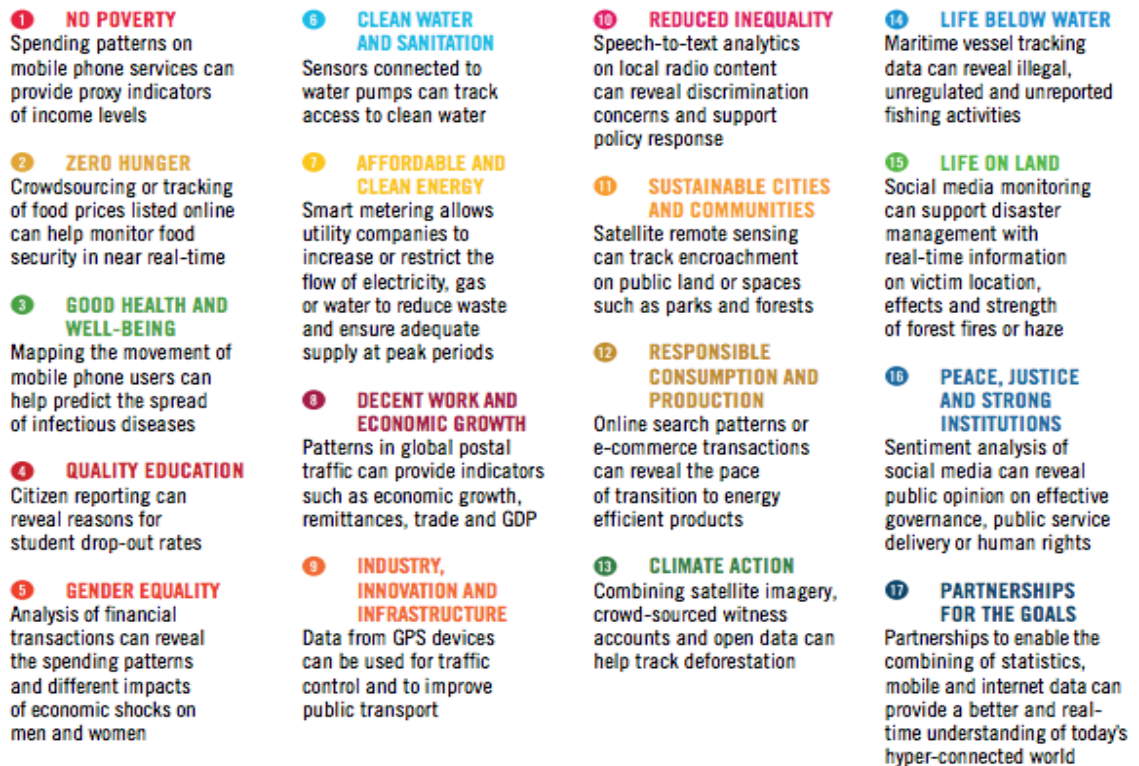 1 NO POVERTY
Spending patterns on
mobile phone services can
provide proxy indicators
of income levels
2 ZERO HUNGER
Crowdsourcing or tracking
of food prices listed online
can help monitor food
security in near real-time
3 GOOD HEALTH AND
WELL-BEING
Mapping the movement of
mobile phone users can
help predict the spread
of infectious diseases
4 QUALITY EDUCATION
Citizen reporting can
reveal reasons for
student drop-out rates
5 GENDER EQUALITY
Analysis of financial
transactions can reveal
the spending patterns
and different impacts
of economic shocks on
men and women
6 CLEAN WATER
AND SANITATION
Sensors connected to
water pumps can track
access to clean water
7 AFFORDABLE AND
CLEAN ENERGY
Smart metering allows
utility companies to
increase or restrict the
flow of electricity, gas
or water to reduce waste
and ensure adequate
supply at peak periods
8 DECENT WORK AND
ECONOMIC GROWTH
Patterns in global postal
traffic can provide indicators
such as economic growth,
remittances, trade and GDP
9 INDUSTRY,
INNOVATION AND
INFRASTRUCTURE
Data from GPS devices
can be used for traffic
control and to improve
public transport
10 REDUCED INEQUALITY
Speech-to-text analytics
on local radio content
can reveal discrimination
concerns and support
policy response
11 SUSTAINABLE CITIES
AND COMMUNITIES
Satellite remote sensing
can track encroachment
on public land or spaces
such as parks and forests
12 RESPONSIBLE
CONSUMPTION AND
PRODUCTION
Online search patterns or
e-commerce transactions
can reveal the pace
of transition to energy
efficient products
13 CLIMATE ACTION
Combining satellite imagery,
crowd-sourced witness
accounts and open data can
help track deforestation
14 LIFE BELOW WATER
Maritime vessel tracking
data can reveal illegal,
unregulated and unreported
fishing activities
15 LIFE ON LAND
Social media monitoring
can support disaster
management with
real-time information
on victim location,
effects and strength
of forest fires or haze
16 PEACE, JUSTICE
AND STRONG
INSTITUTIONS
Sentiment analysis of
social media can reveal
public opinion on effective
governance, public service
delivery or human rights
17 PARTNERSHIPS
FOR THE GOALS
Partnerships to enable the
combining of statistics,
mobile and internet data can
provide a better and real-
time understanding of today's
hyper-connected world